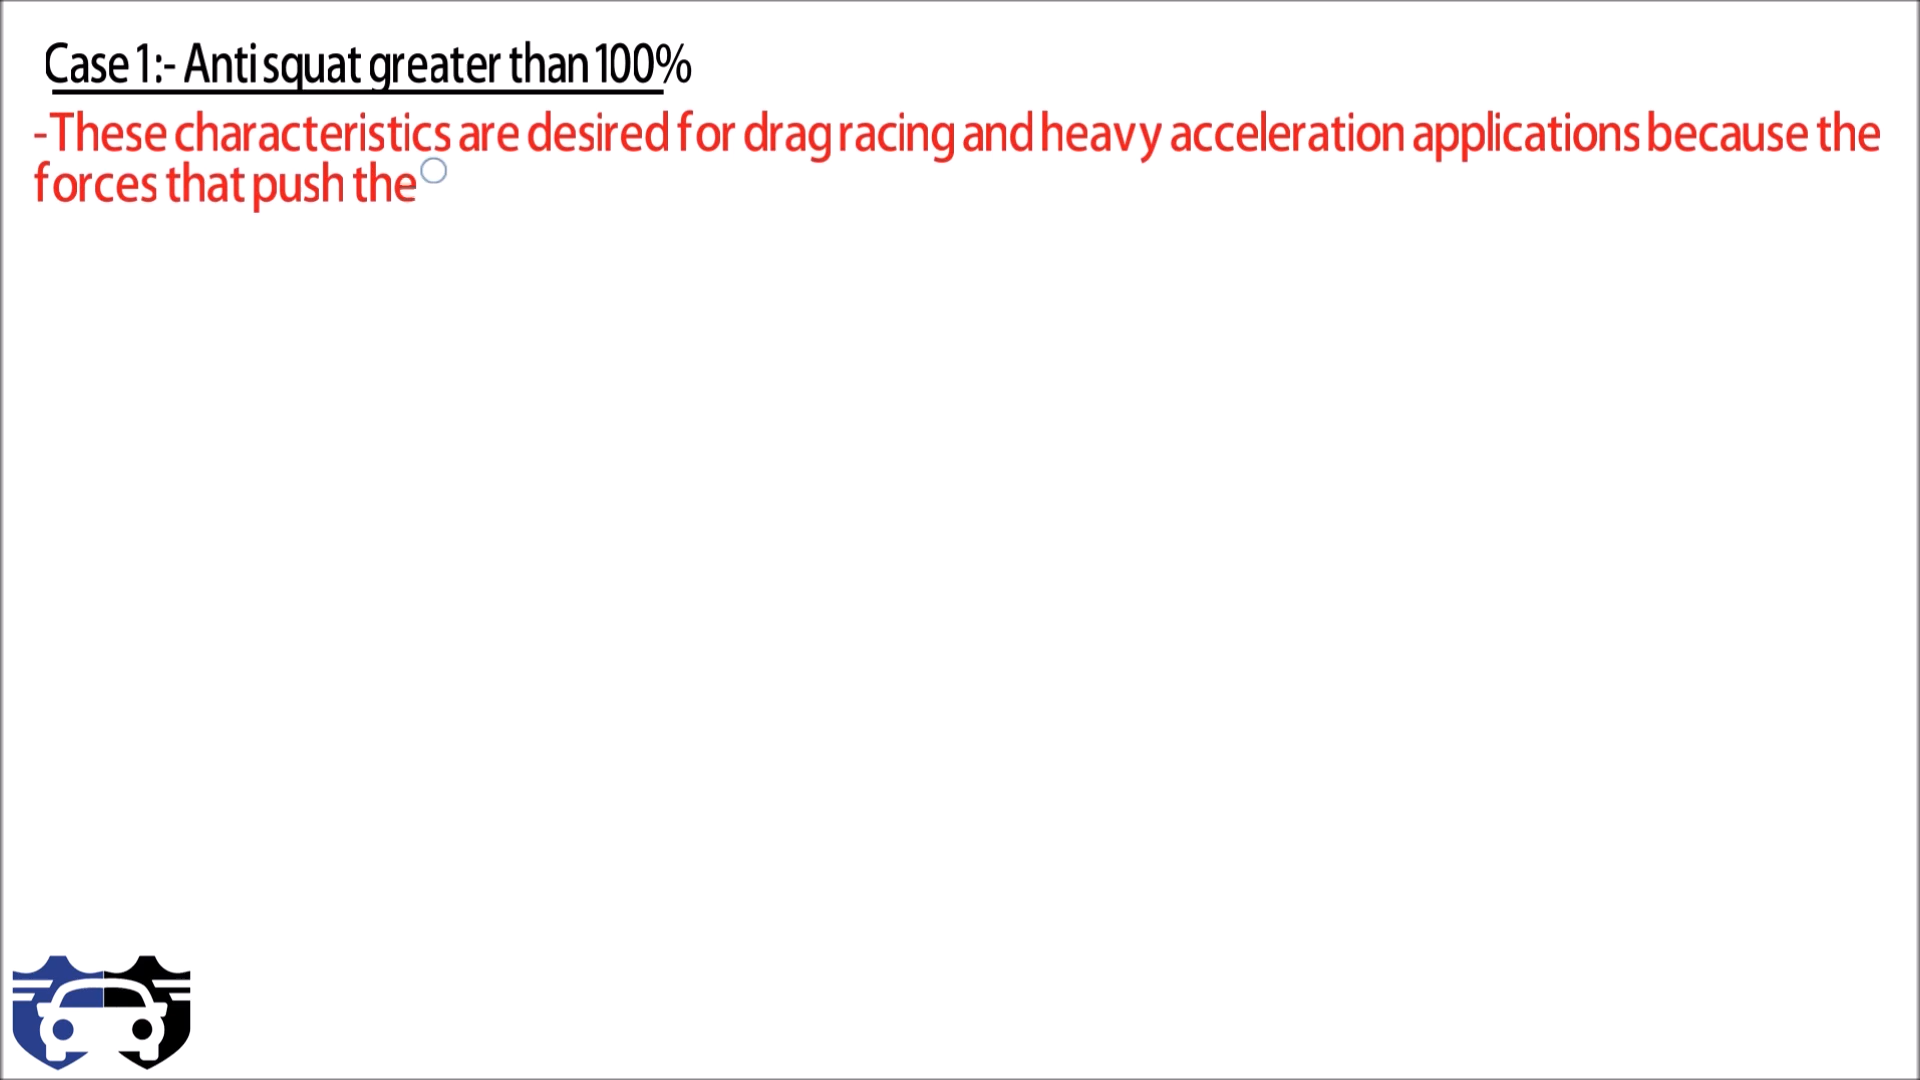 Case 1:- Anti squat greater than 100%
-These characteristics are desired for drag racing and heavy acceleration applications because the
forces that push the